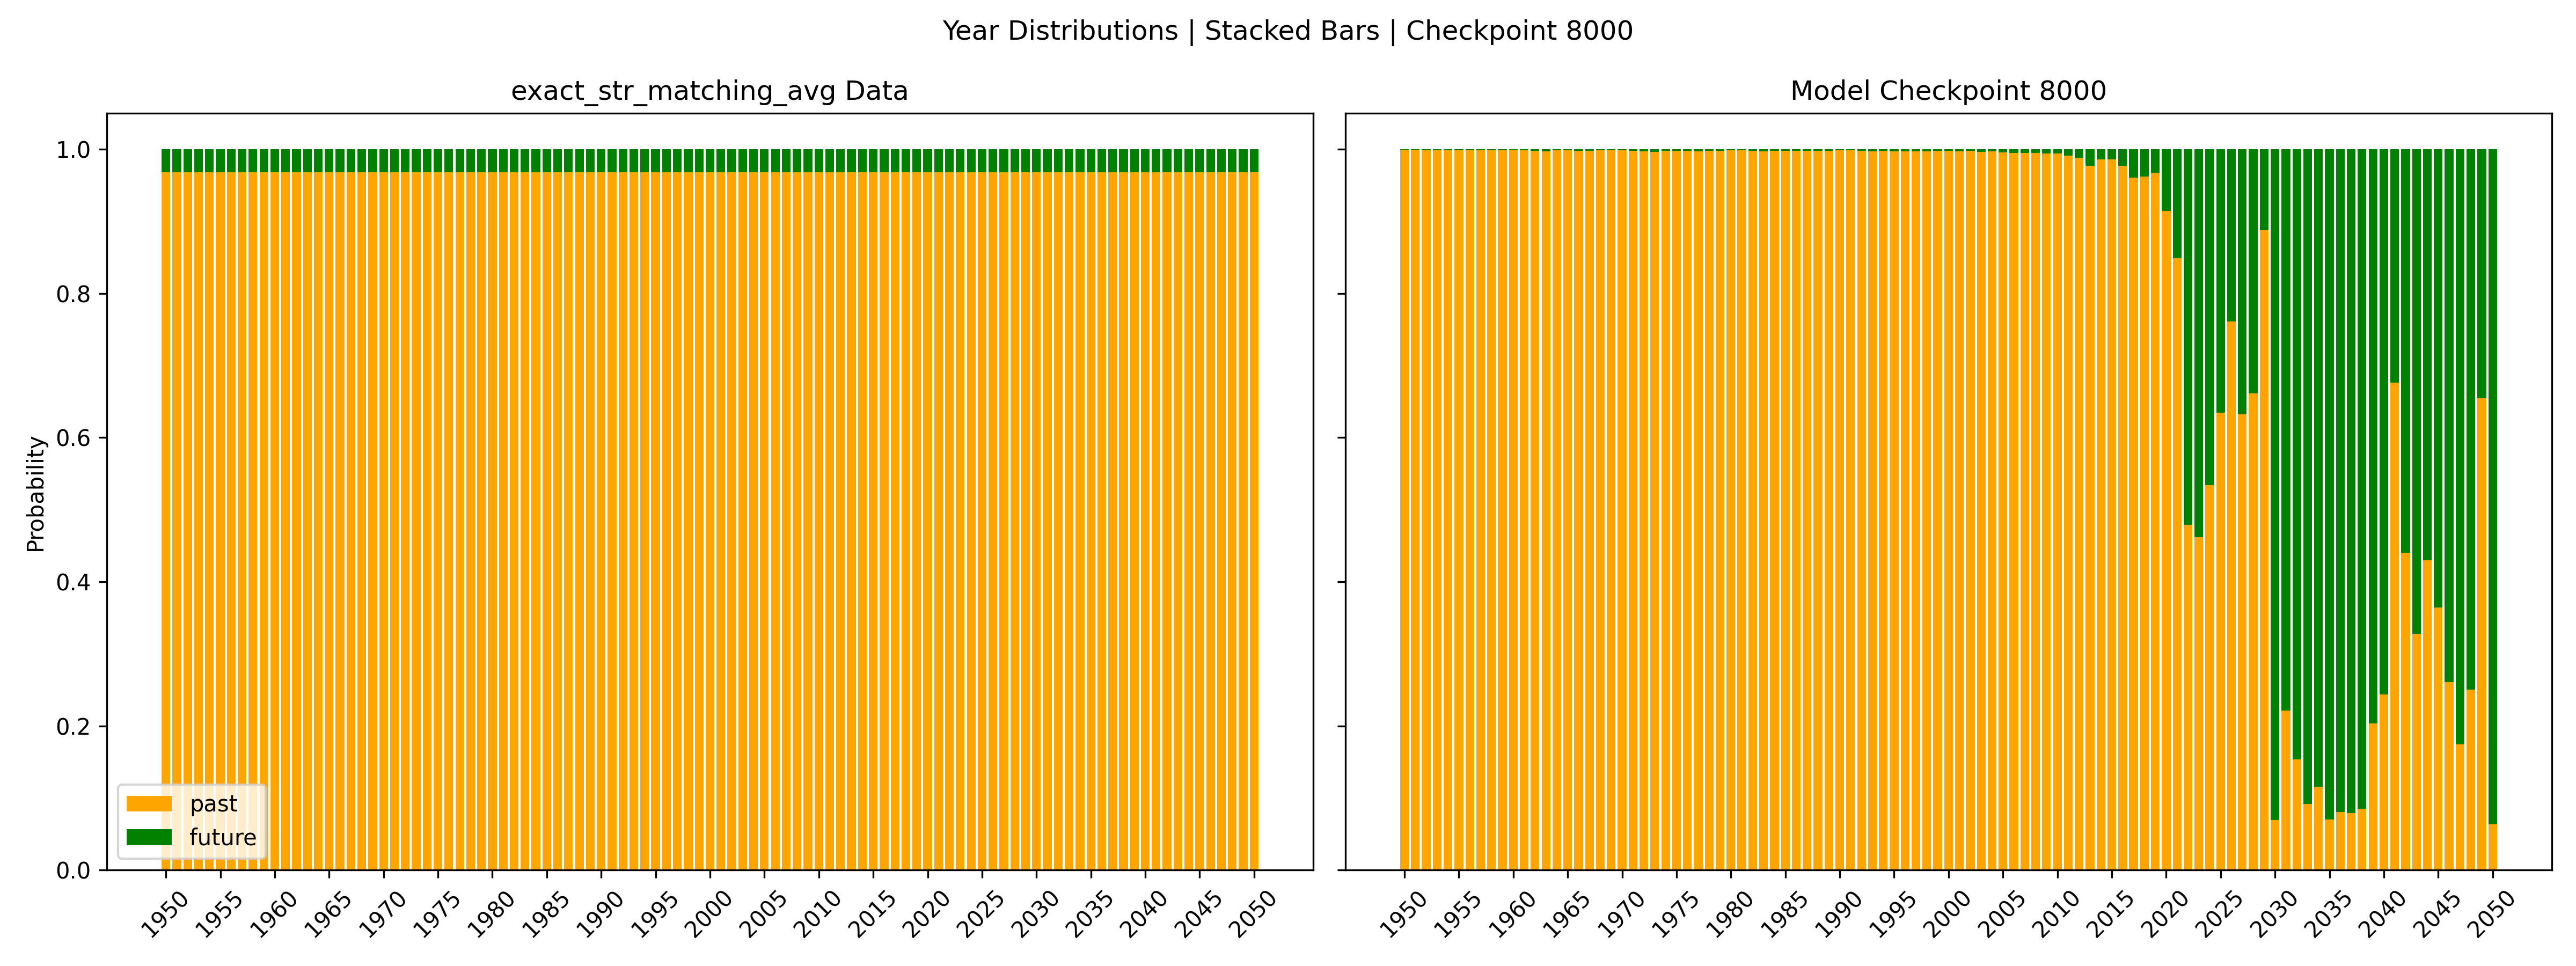 Year Distributions | Stacked Bars | Checkpoint 8000
exact_str_matching_avg Data
Model Checkpoint 8000
Probability
1.0
0.8
0.6
0.4
0.2
0.0
past
future
1950 1955 1960 1965 1970 1975 1980 1985 1990 1995 2000 2005 2010 2015 2020 2025 2030 2035 2040 2045 2050
1950 1955 1960 1965 1970 1975 1980 1985 1990 1995 2000 2005 2010 2015 2020 2025 2030 2035 2040 2045 2050